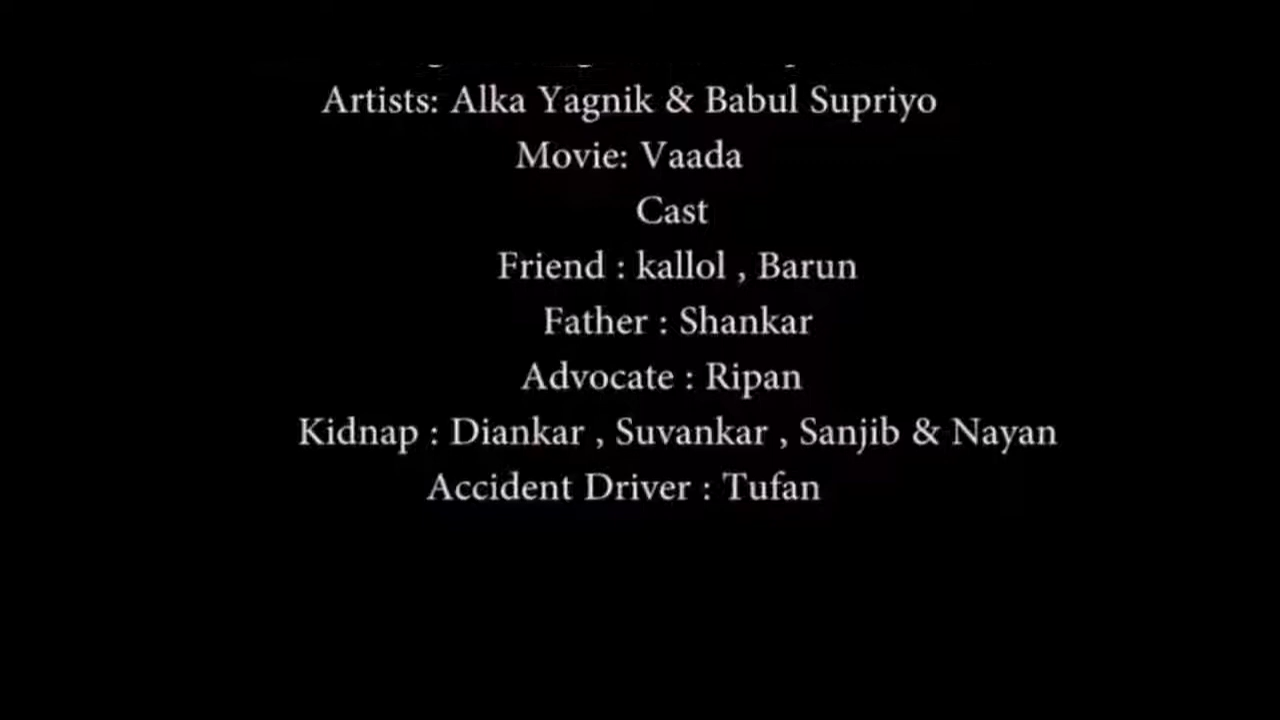 Artists: Alka Yagnik & Babul Supriyo
Movie: Vaada
Cast
Friend : kallol , Barun
Father : Shankar
Advocate : Ripan
Kidnap : Diankar , Suvankar , Sanjib & Nayan
Accident Driver : Tufan